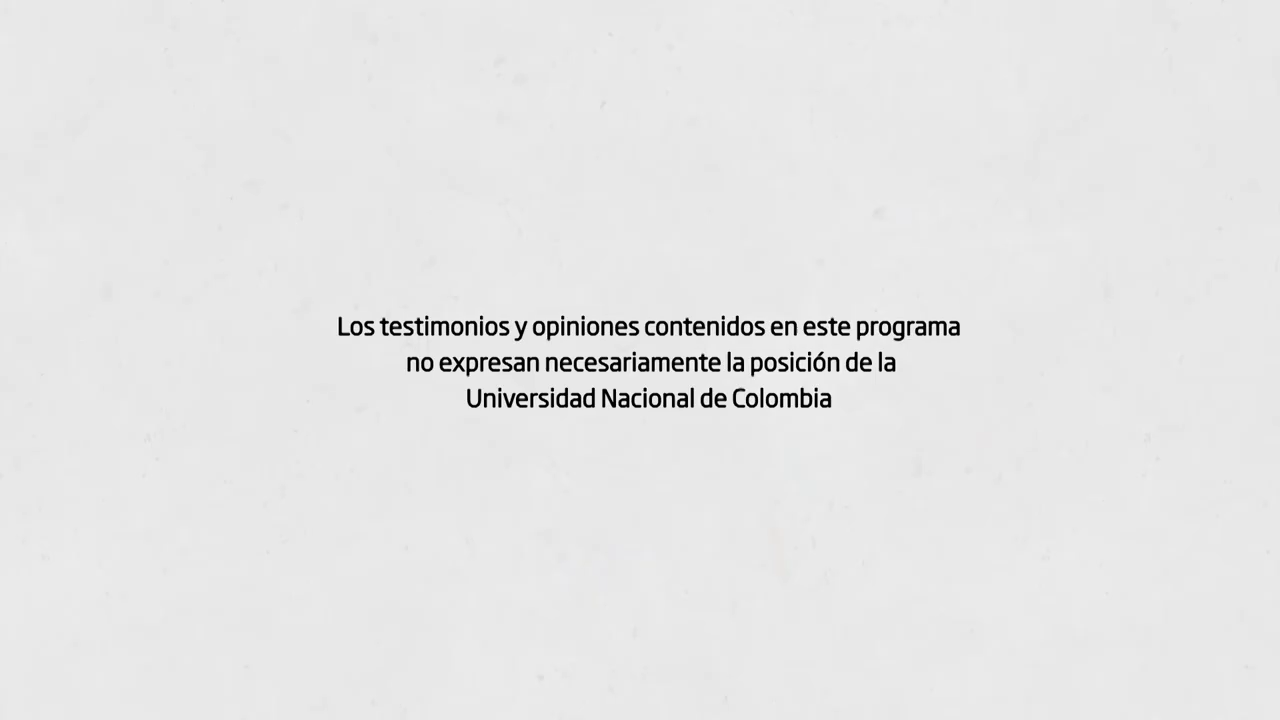 Los testimonios y opiniones contenidos en este programa
no expresan necesariamente la posición de la
Universidad Nacional de Colombia